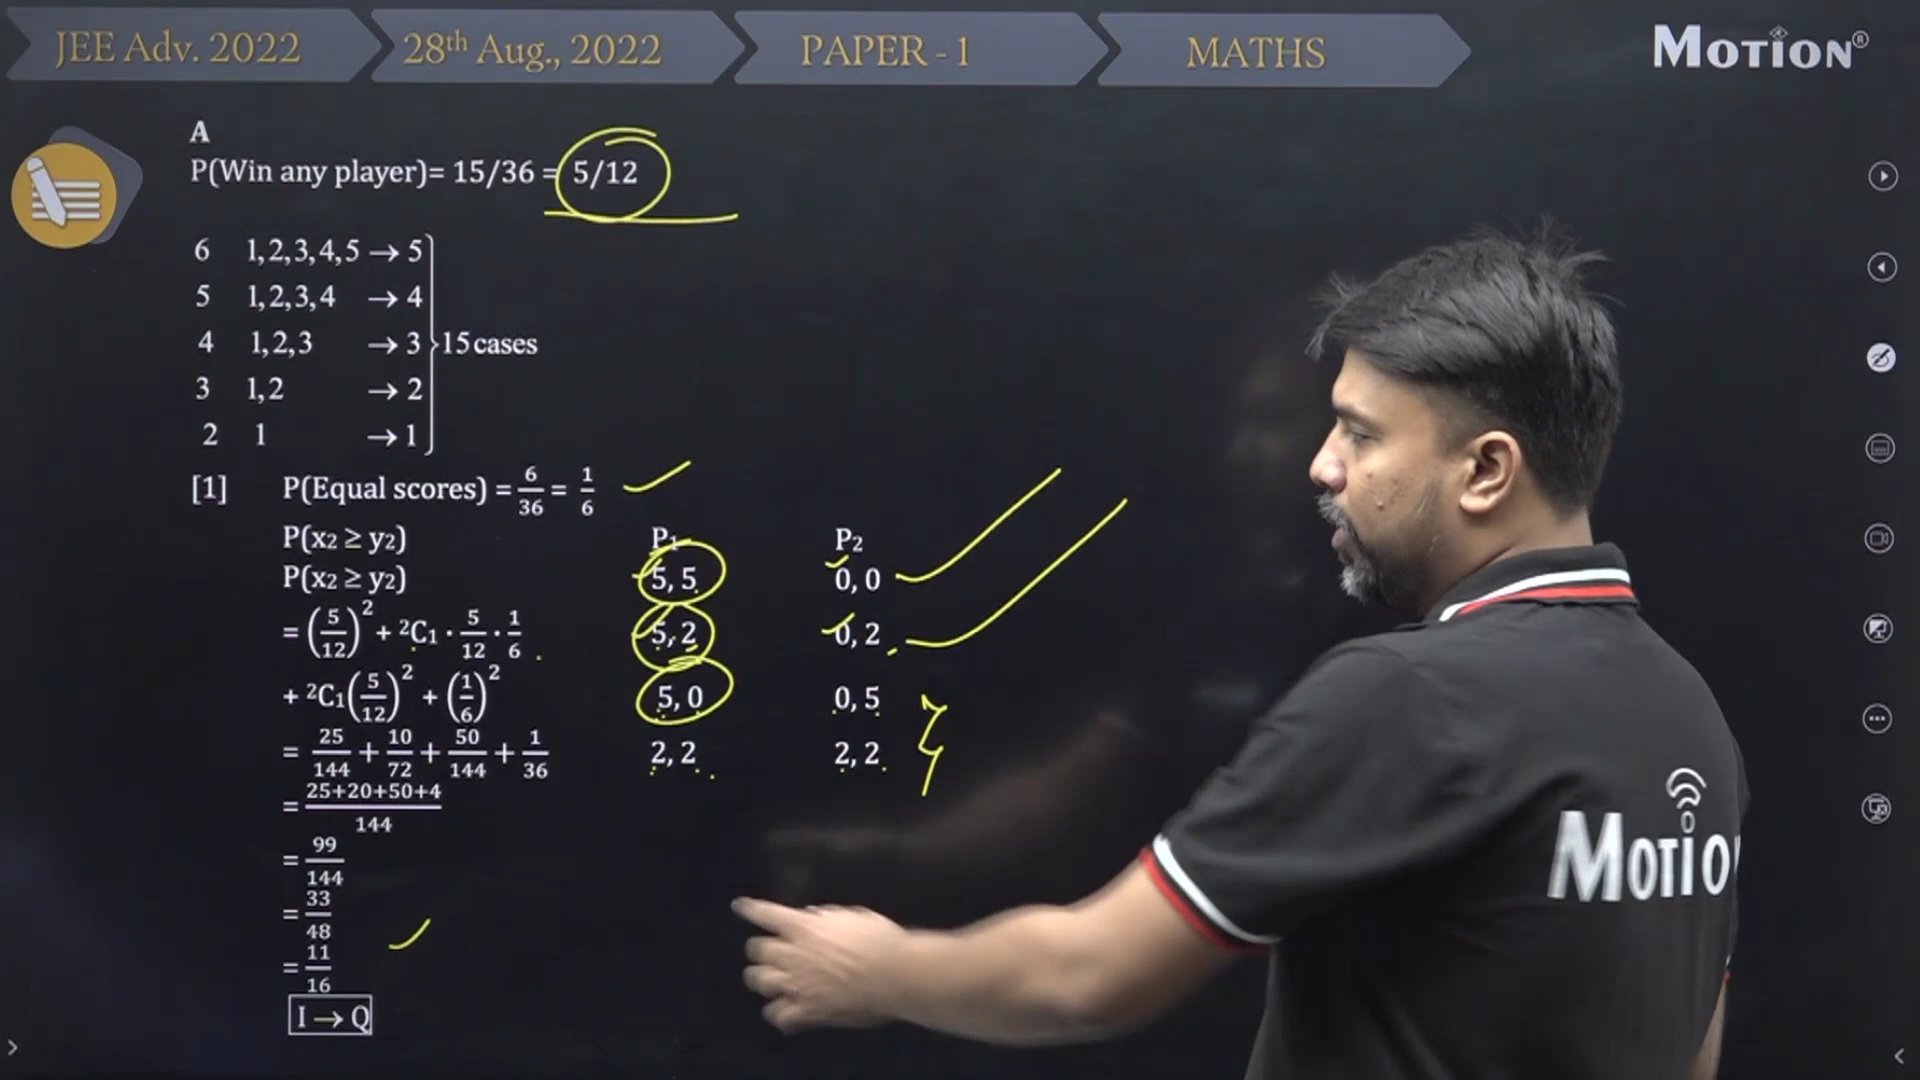 JEE Adv. 2022 28th Aug., 2022 PAPER - 1 MATHS MOTION®
A
P(Win any player)= 15/36 = 5/12
6 1,2,3,4,5 → 5
5 1,2,3,4 → 4
4 1,2,3 → 3 } 15 cases
3 1,2 → 2
2 1 → 1
[1] P(Equal scores) = 6/36 = 1/6
P(x₂ ≥ y₂) P₁ P₂
P(x₂ ≥ y₂) 5, 5 0, 0
= (5/12)² + ²C₁ · 5/12 · 1/6 5, 2 0, 2
+ ²C₁(5/12)² + (1/6)² 5, 0 0, 5
= 25/144 + 10/72 + 50/144 + 1/36 2, 2 2, 2
= 25+20+50+4/144
= 99/144
= 33/48
= 11/16
I → Q
MOTIO